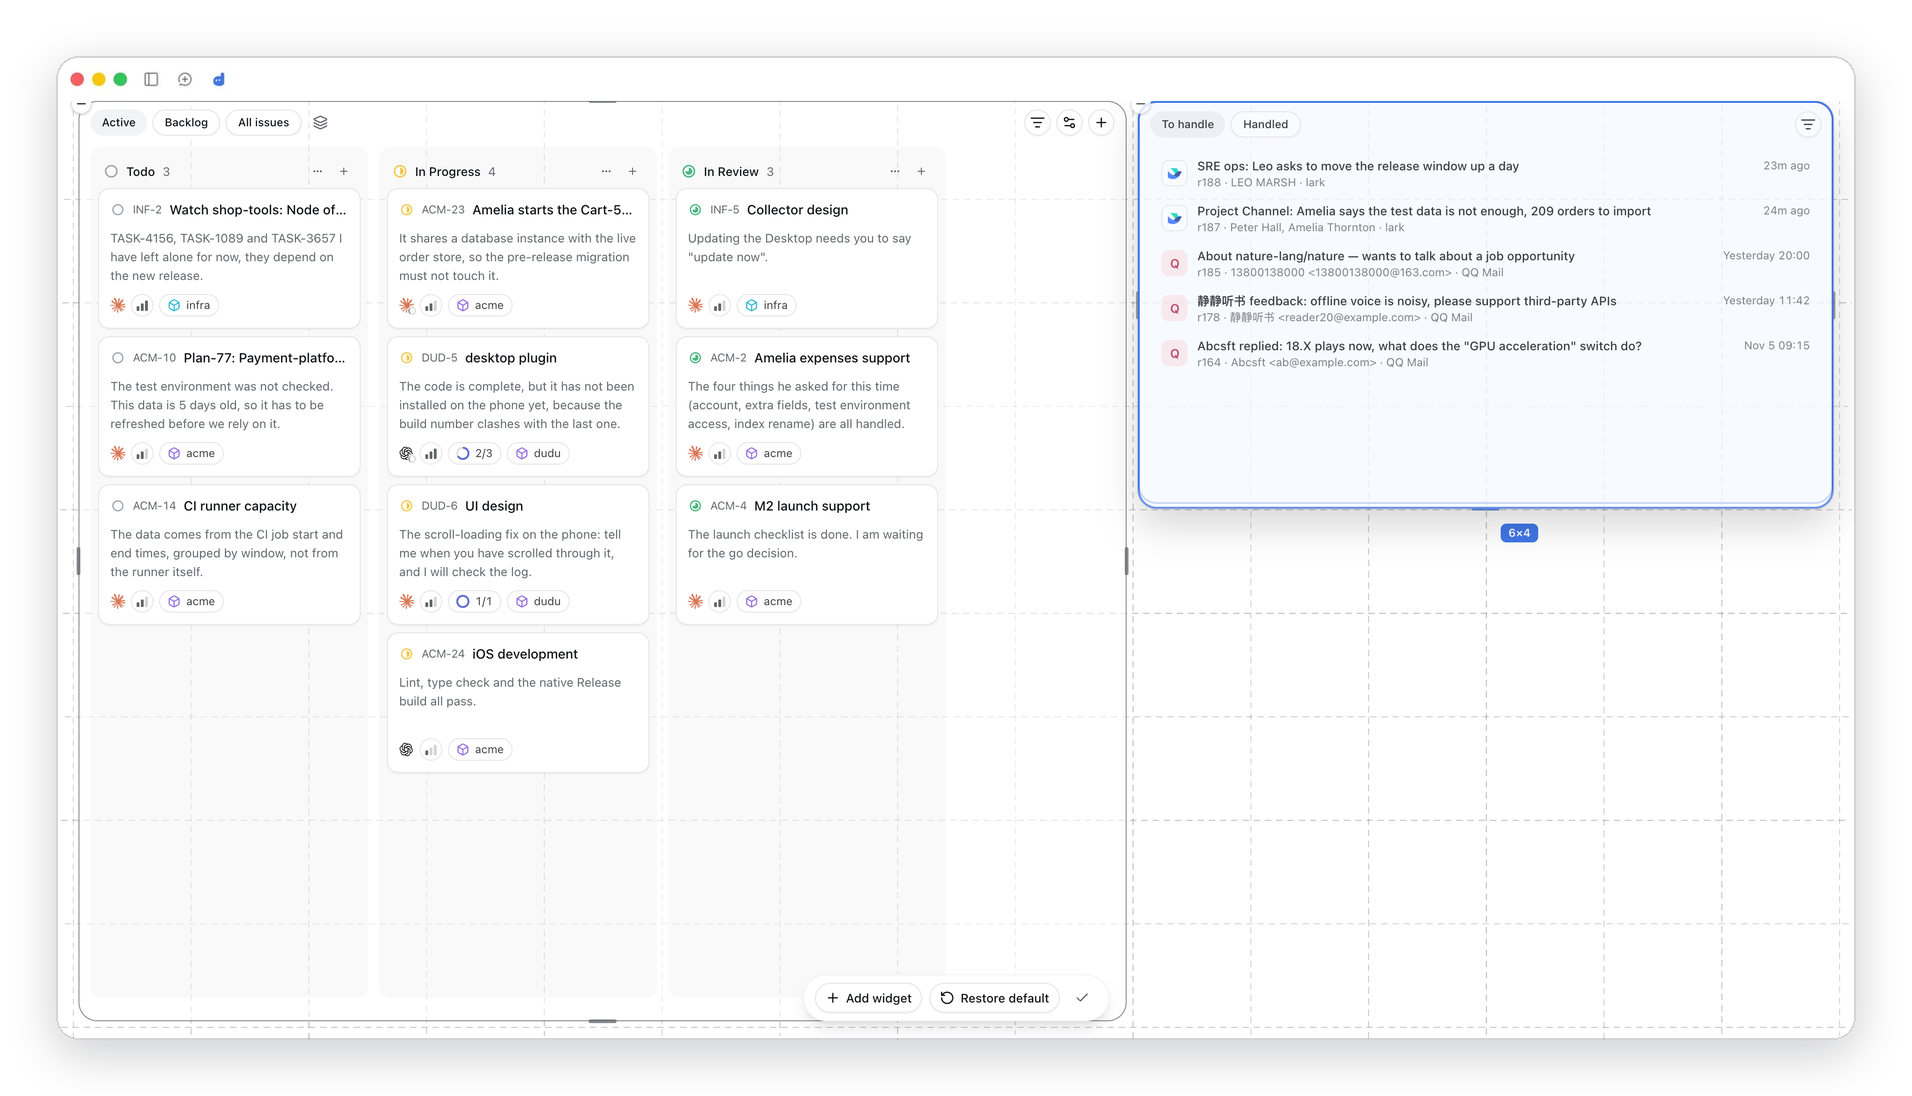 Active
Backlog
All issues
Todo 3
INF-2 Watch shop-tools: Node of...
TASK-4156, TASK-1089 and TASK-3657 I
have left alone for now, they depend on
the new release.
infra
ACM-10 Plan-77: Payment-platfo...
The test environment was not checked.
This data is 5 days old, so it has to be
refreshed before we rely on it.
acme
ACM-14 CI runner capacity
The data comes from the CI job start and
end times, grouped by window, not from
the runner itself.
acme
In Progress 4
ACM-23 Amelia starts the Cart-5...
It shares a database instance with the live
order store, so the pre-release migration
must not touch it.
acme
DUD-5 desktop plugin
The code is complete, but it has not been
installed on the phone yet, because the
build number clashes with the last one.
2/3 dudu
DUD-6 UI design
The scroll-loading fix on the phone: tell
me when you have scrolled through it,
and I will check the log.
1/1 dudu
ACM-24 iOS development
Lint, type check and the native Release
build all pass.
acme
In Review 3
INF-5 Collector design
Updating the Desktop needs you to say
"update now".
infra
ACM-2 Amelia expenses support
The four things he asked for this time
(account, extra fields, test environment
access, index rename) are all handled.
acme
ACM-4 M2 launch support
The launch checklist is done. I am waiting
for the go decision.
acme
Add widget
Restore default
To handle
Handled
SRE ops: Leo asks to move the release window up a day 23m ago
r188 · LEO MARSH · lark
Project Channel: Amelia says the test data is not enough, 209 orders to import 24m ago
r187 · Peter Hall, Amelia Thornton · lark
Q About nature-lang/nature — wants to talk about a job opportunity Yesterday 20:00
r185 · 13800138000 <13800138000@163.com> · QQ Mail
Q 静静听书 feedback: offline voice is noisy, please support third-party APIs Yesterday 11:42
r178 · 静静听书 <reader20@example.com> · QQ Mail
Q Abcsft replied: 18.X plays now, what does the "GPU acceleration" switch do? Nov 5 09:15
r164 · Abcsft <ab@example.com> · QQ Mail
6×4